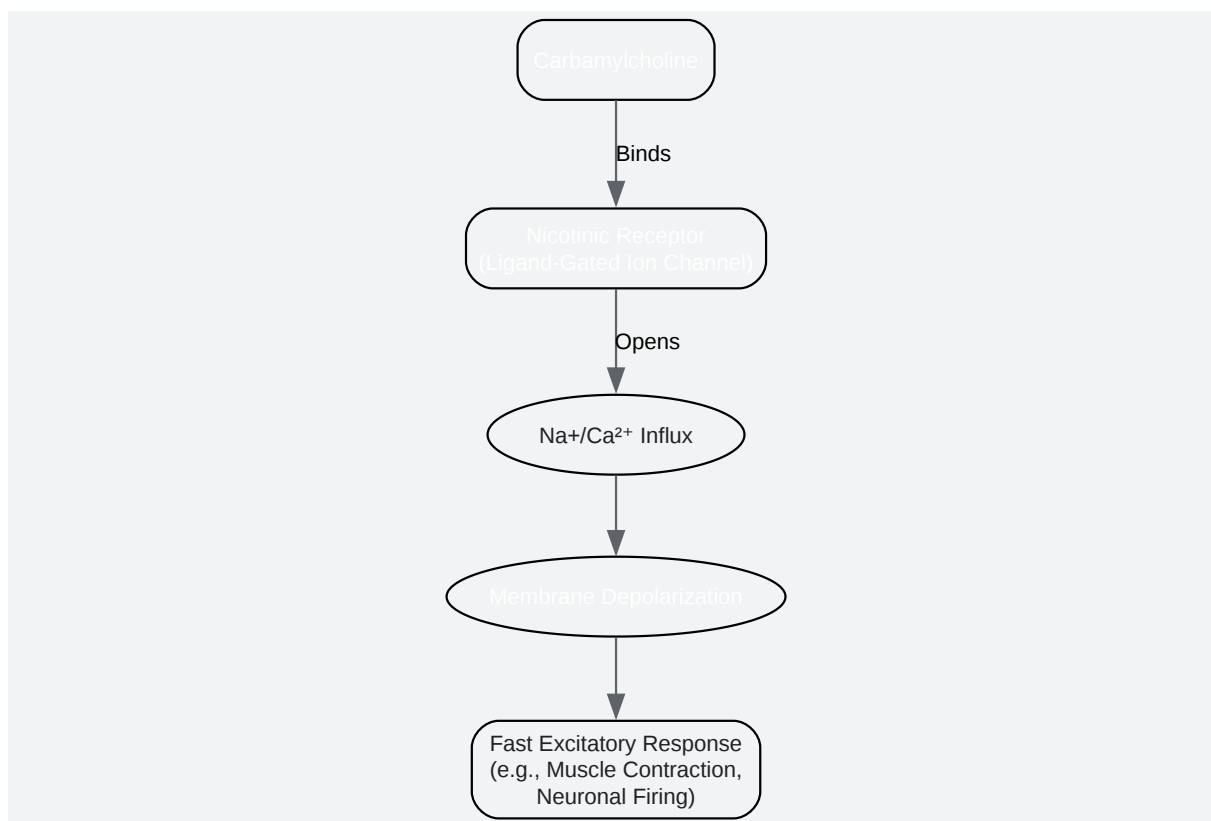 Carbamylcholine
Binds
Nicotinic Receptor
(Ligand-Gated Ion Channel)
Opens
Na+/Ca²⁺ Influx
Membrane Depolarization
Fast Excitatory Response
(e.g., Muscle Contraction,
Neuronal Firing)